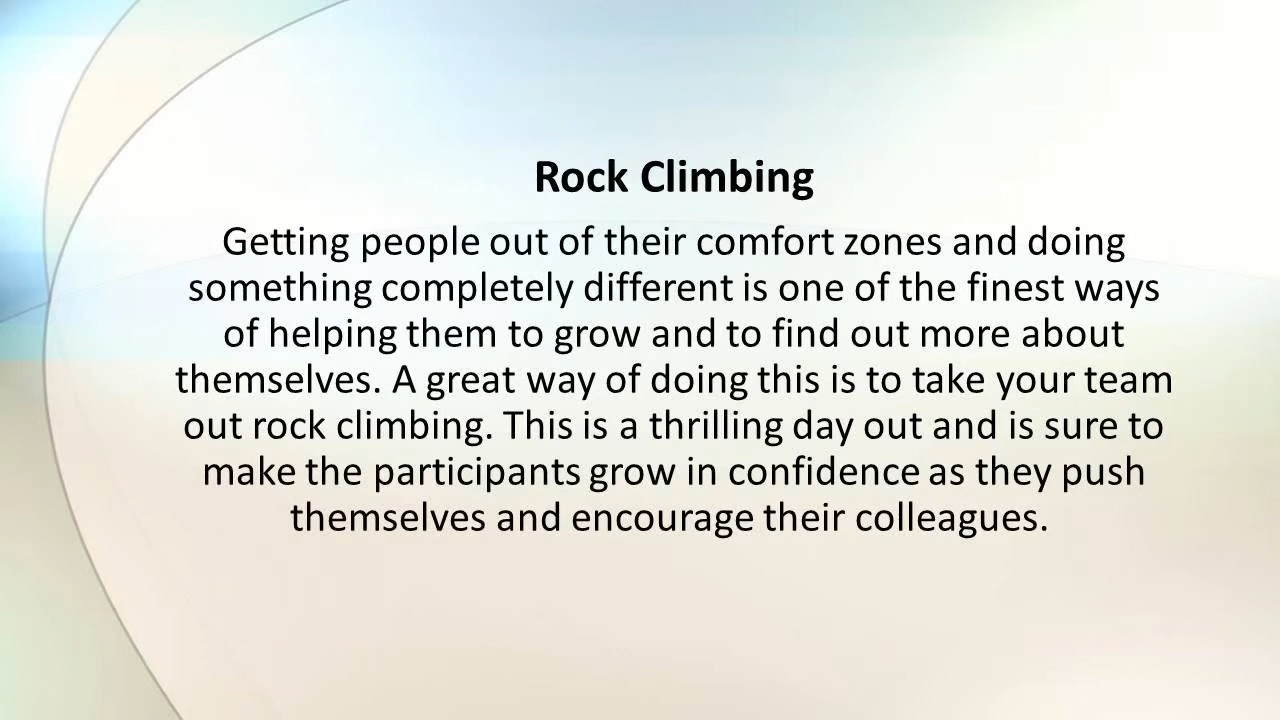 Rock Climbing
Getting people out of their comfort zones and doing
something completely different is one of the finest ways
of helping them to grow and to find out more about
themselves. A great way of doing this is to take your team
out rock climbing. This is a thrilling day out and is sure to
make the participants grow in confidence as they push
themselves and encourage their colleagues.